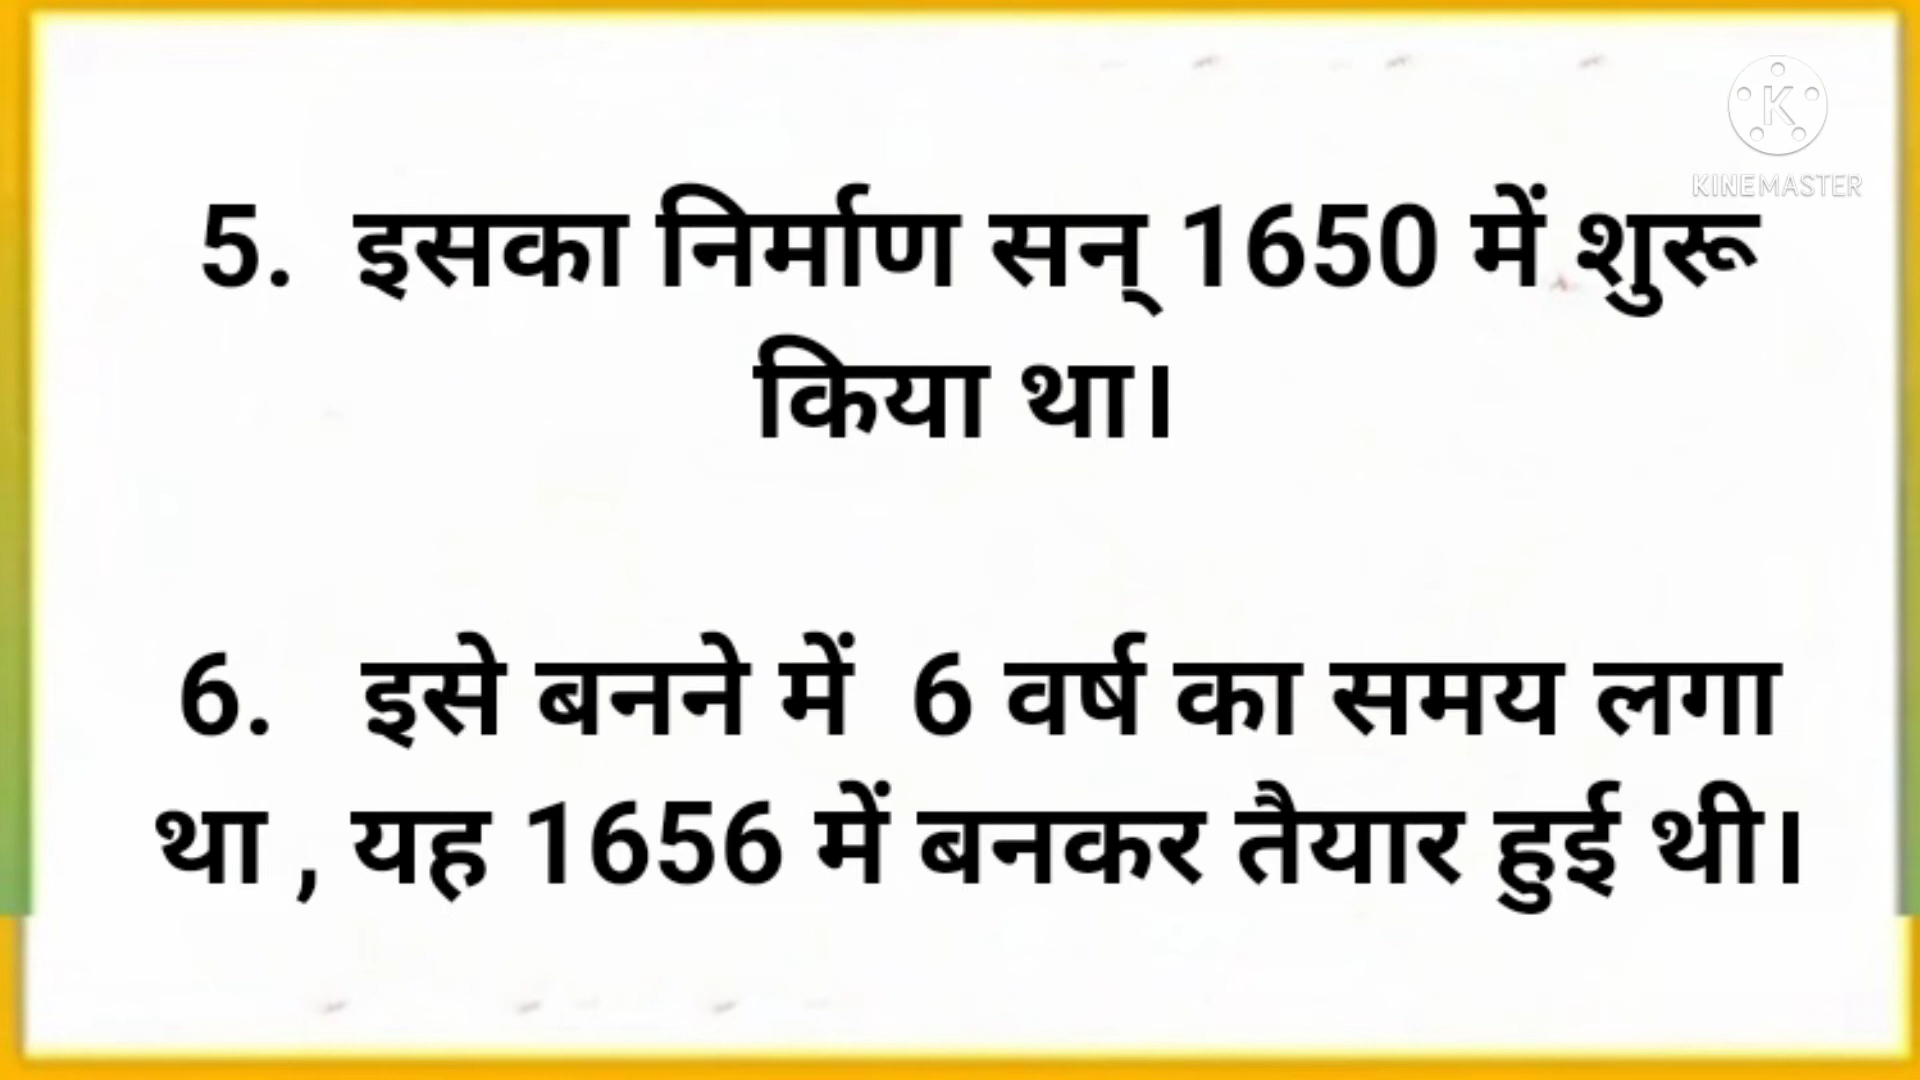 KINEMASTER
5. इसका निर्माण सन् 1650 में शुरू
किया था।
6. इसे बनने में 6 वर्ष का समय लगा
था , यह 1656 में बनकर तैयार हुई थी।